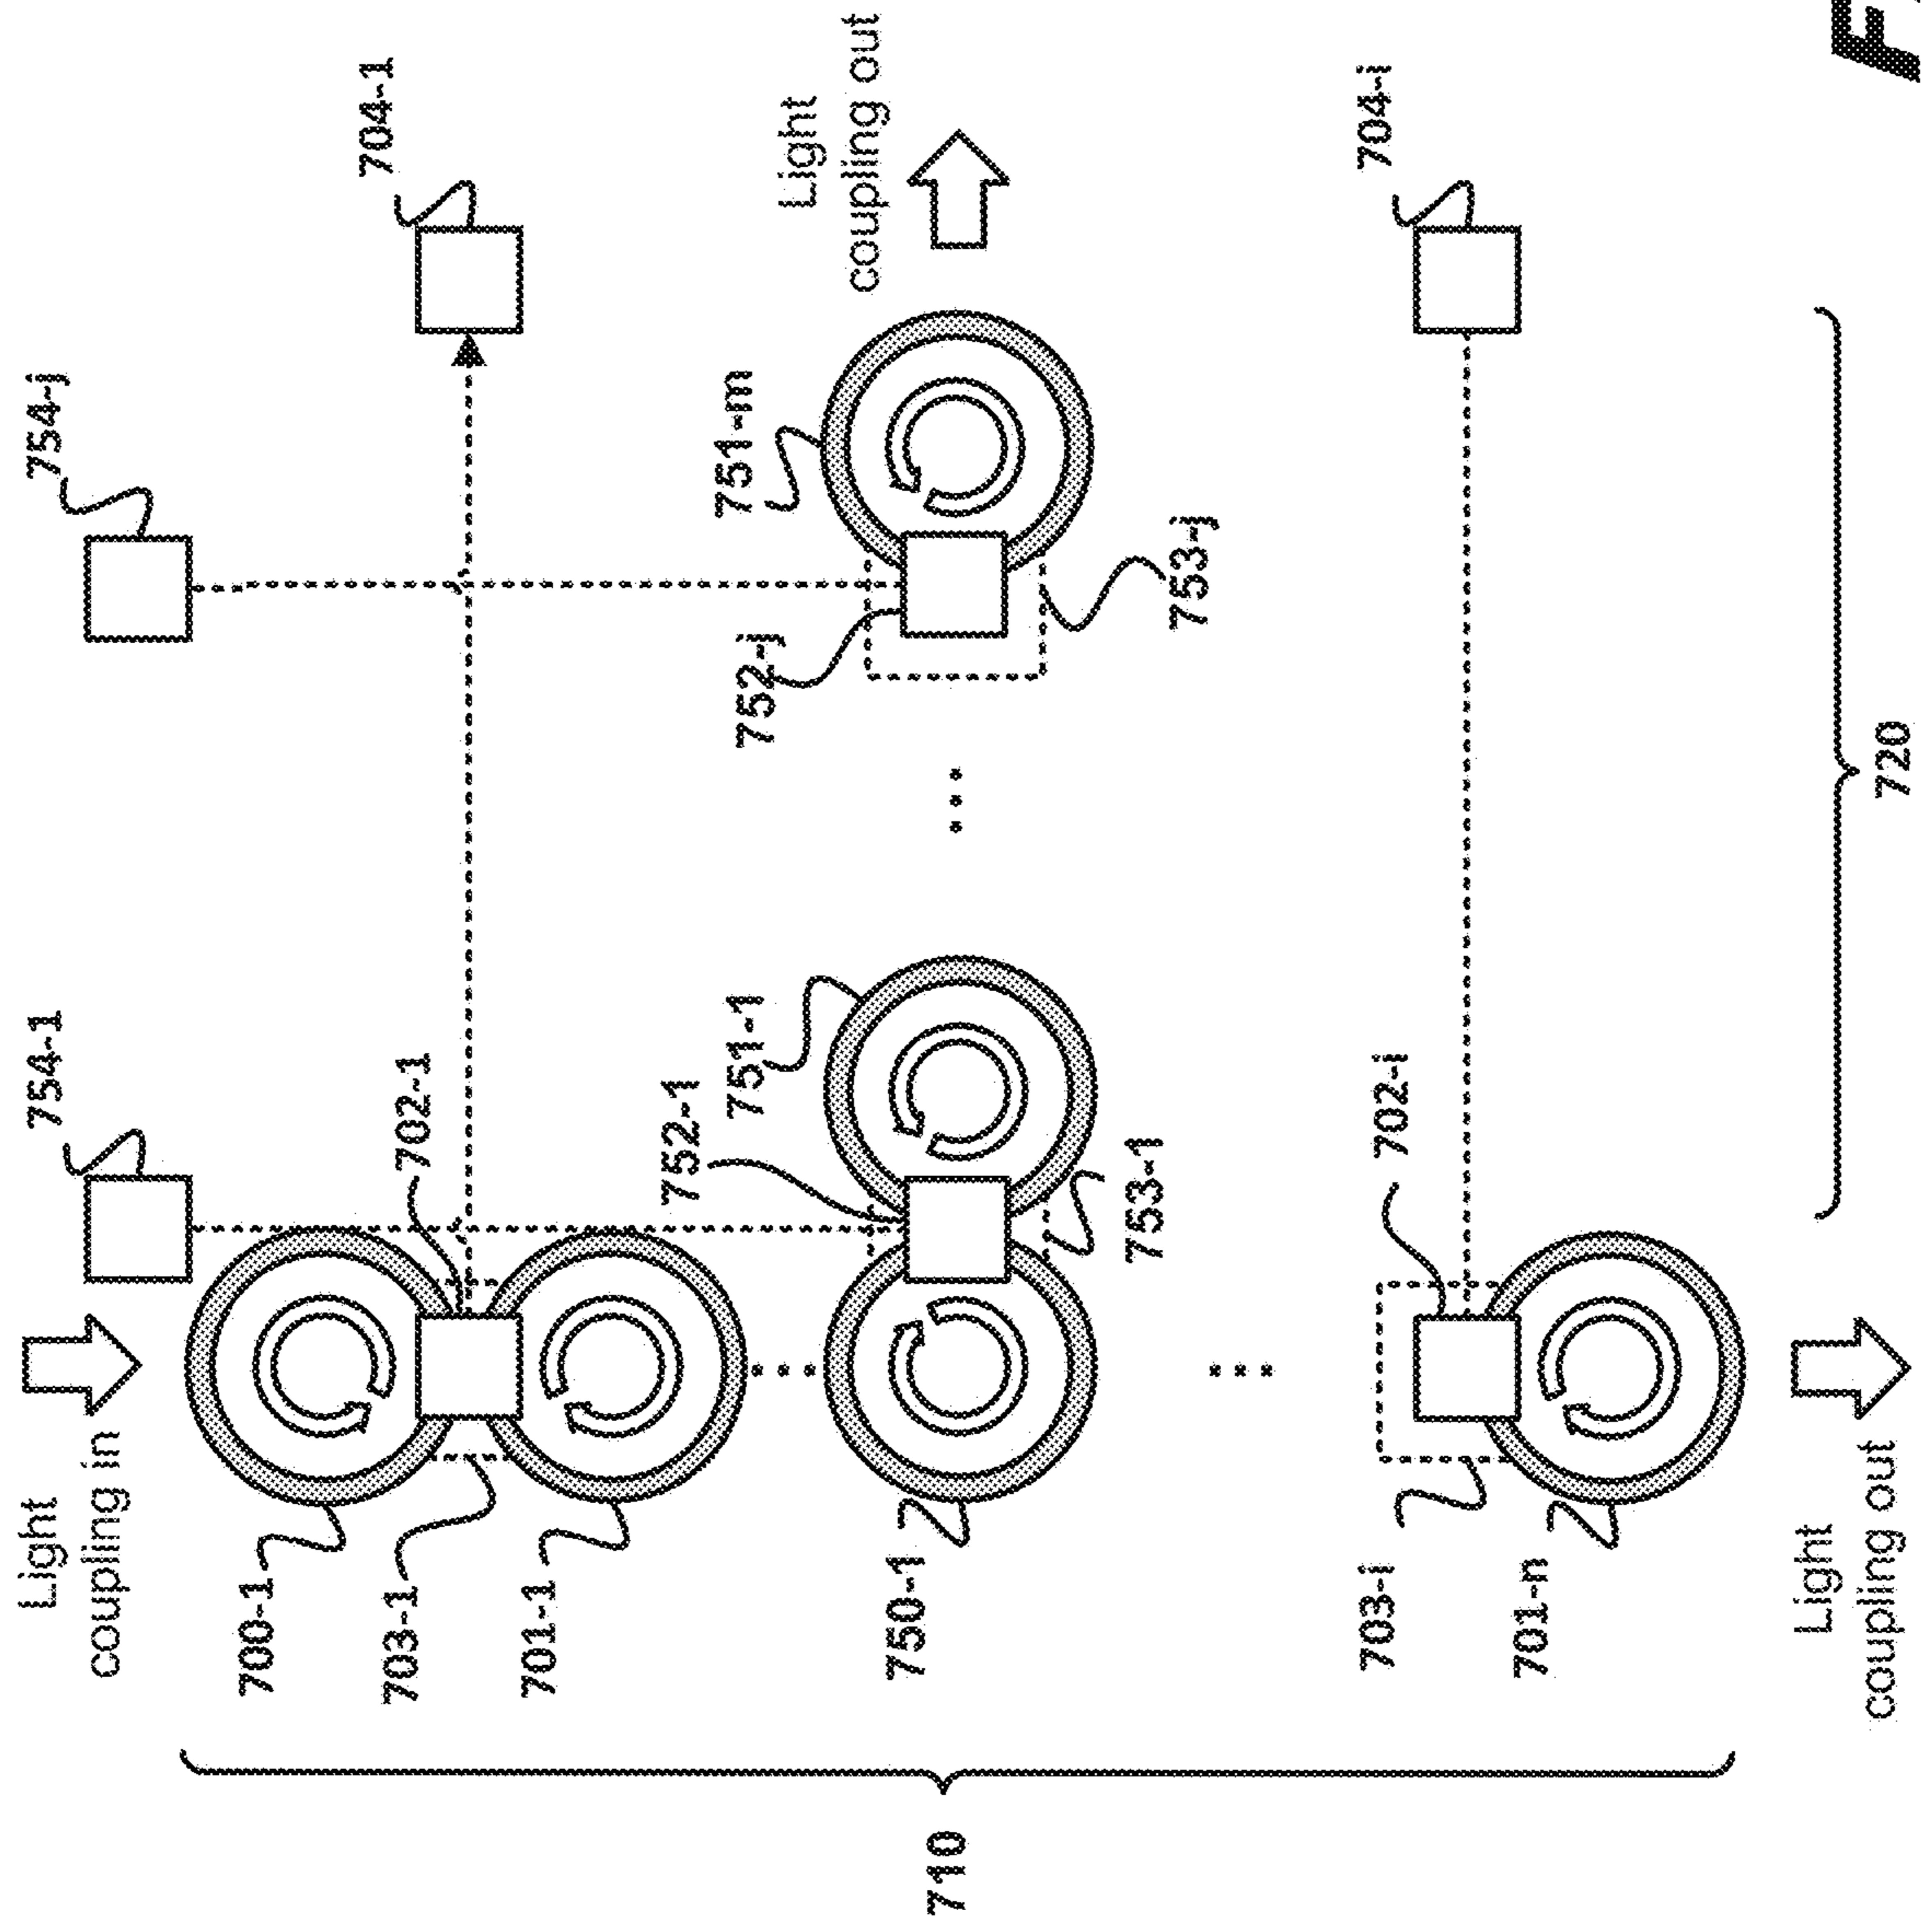 Light
coupling in
754-1
754-j
700-1
703-1
702-1
704-1
701-1
752-1
751-1
752-j
751-m
Light
coupling out
710
750-1
753-1
753-j
703-i
702-i
704-i
701-n
Light
coupling out
720